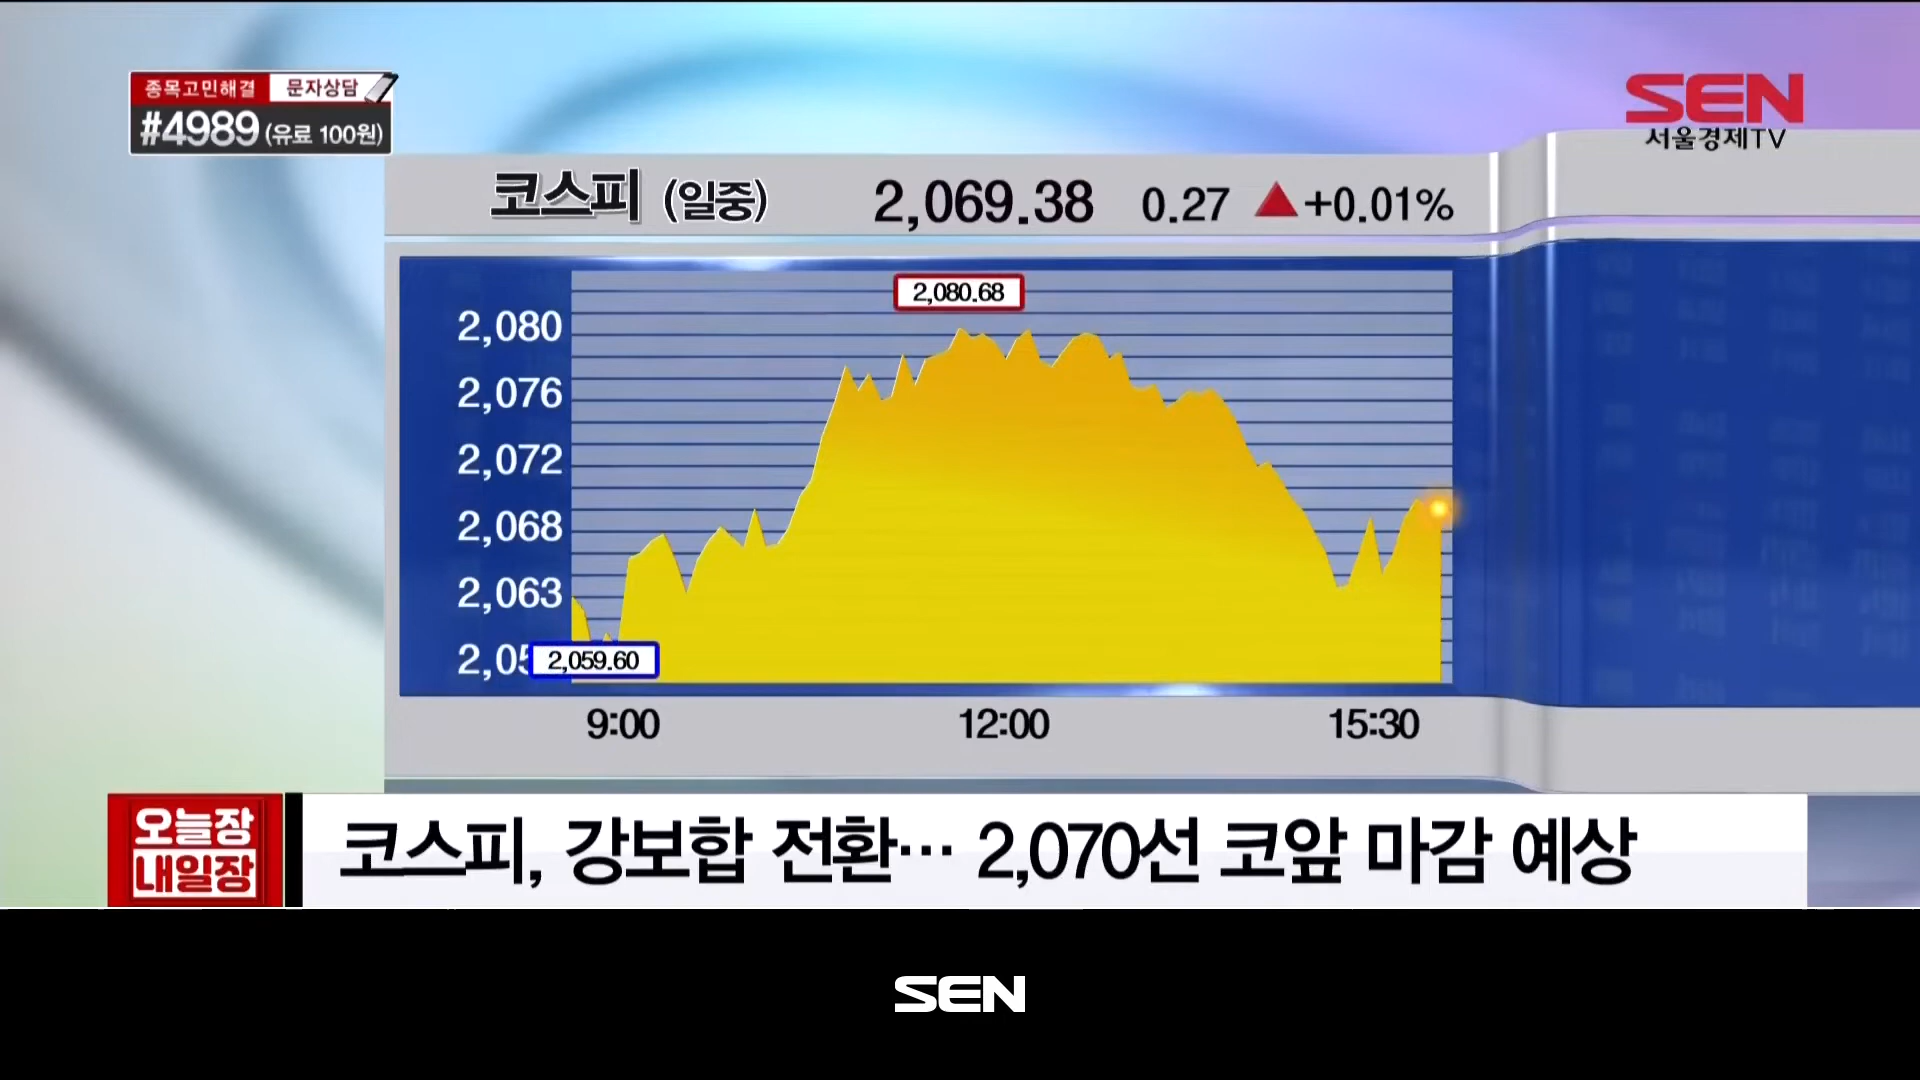 종목고민해결 문자상담
#4989 (유료 100원)
SEN
서울경제TV
코스피 (일중) 2,069.38 0.27 ▲+0.01%
2,080.68
2,080
2,076
2,072
2,068
2,063
2,059.60
9:00 12:00 15:30
오늘장
내일장
코스피, 강보합 전환… 2,070선 코앞 마감 예상
SEN